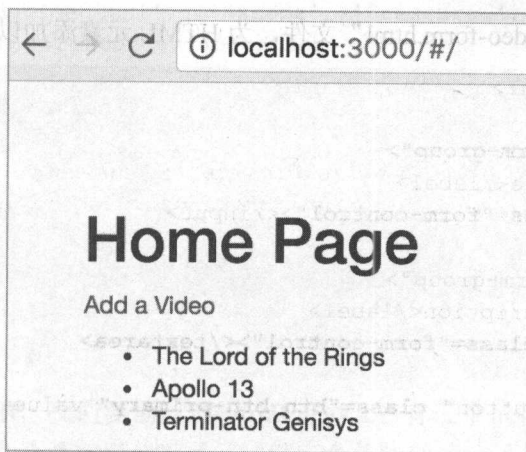 localhost:3000/#/
Home Page
Add a Video
• The Lord of the Rings
• Apollo 13
• Terminator Genisys